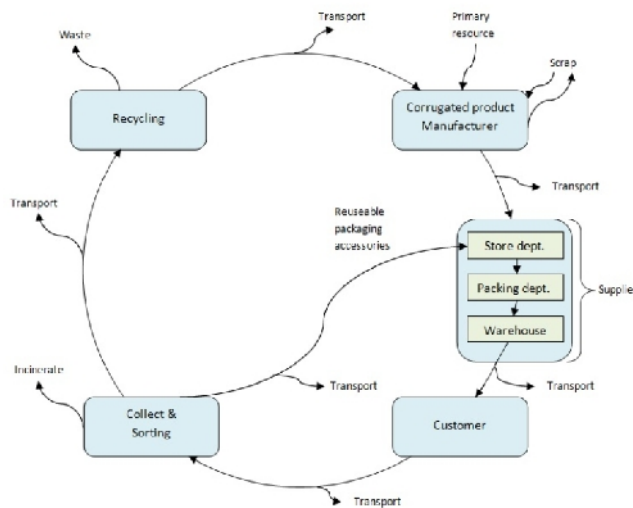 Transport
Primary
resource
Waste
Scrap
Recycling
Corrugated product
Manufacturer
Transport
Transport
Reuseable
packaging
accessories
Store dept.
Packing dept.
Supplie
Warehouse
Incinerate
Transport
Transport
Collect &
Sorting
Customer
Transport